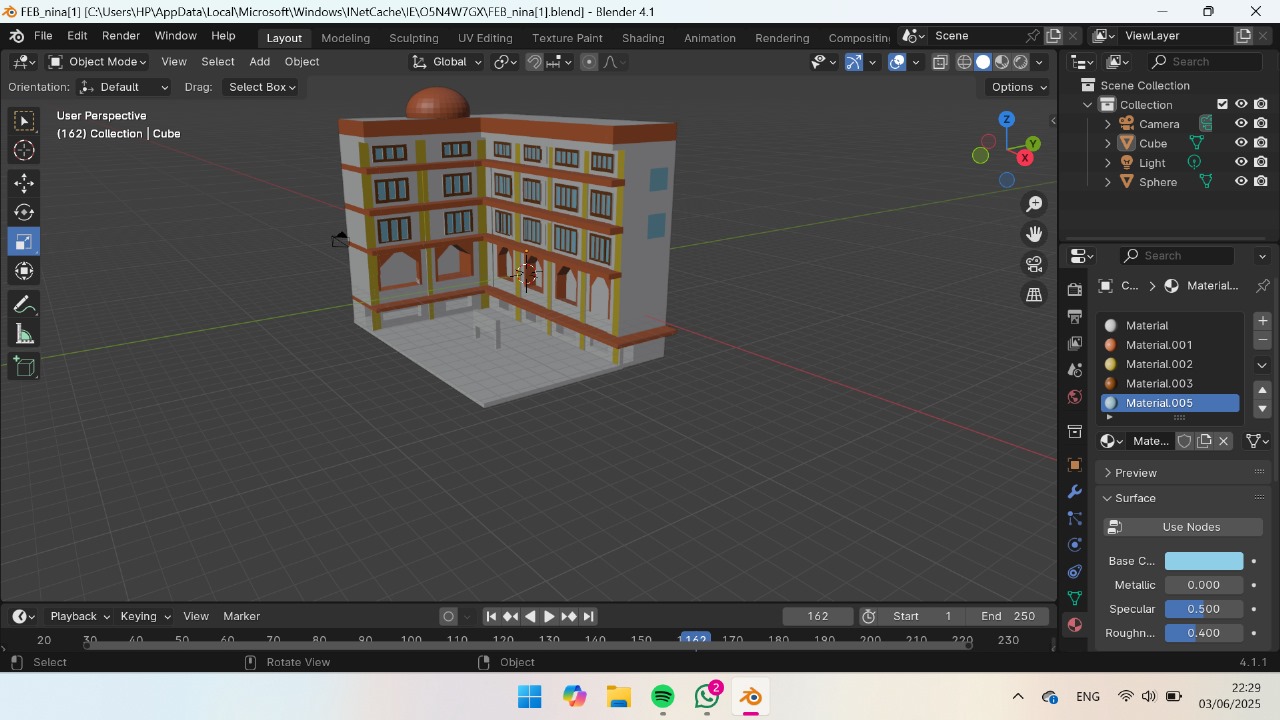 FEB_nina[1] [C:\Users\HP\AppData\Local\Microsoft\Windows\INetCache\IE\O5N4W7GX\FEB_nina[1].blend] - Blender 4.1
File Edit Render Window Help Layout Modeling Sculpting UV Editing Texture Paint Shading Animation Rendering Compositing Scene ViewLayer
Object Mode View Select Add Object Global Search
Orientation: Default Drag: Select Box Options
User Perspective
(162) Collection | Cube
Z
Y
X
Scene Collection
Collection
Camera
Cube
Light
Sphere
Search
C... Material...
Material
Material.001
Material.002
Material.003
Material.005
Mate...
Preview
Surface
Use Nodes
Base C...
Metallic 0.000
Specular 0.500
Roughn... 0.400
Playback Keying View Marker 162 Start 1 End 250
20 30 40 50 60 70 80 90 100 110 120 130 140 150 162 170 180 190 200 210 220 230
Select Rotate View Object 4.1.1
2
ENG
22:29
03/06/2025